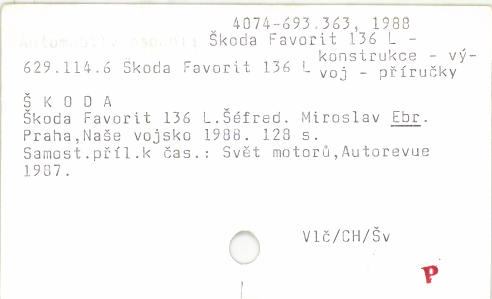 4074-693.363, 1988
Automobily osobní: Škoda Favorit 136 L -
konstrukce - vý-
629.114.6 Škoda Favorit 136 L voj - příručky
Š K O D A
Škoda Favorit 136 L.Šéfred. Miroslav Ebr.
Praha,Naše vojsko 1988. 128 s.
Samost.příl.k čas.: Svět motorů,Autorevue
1987.
Vlč/CH/Šv
P